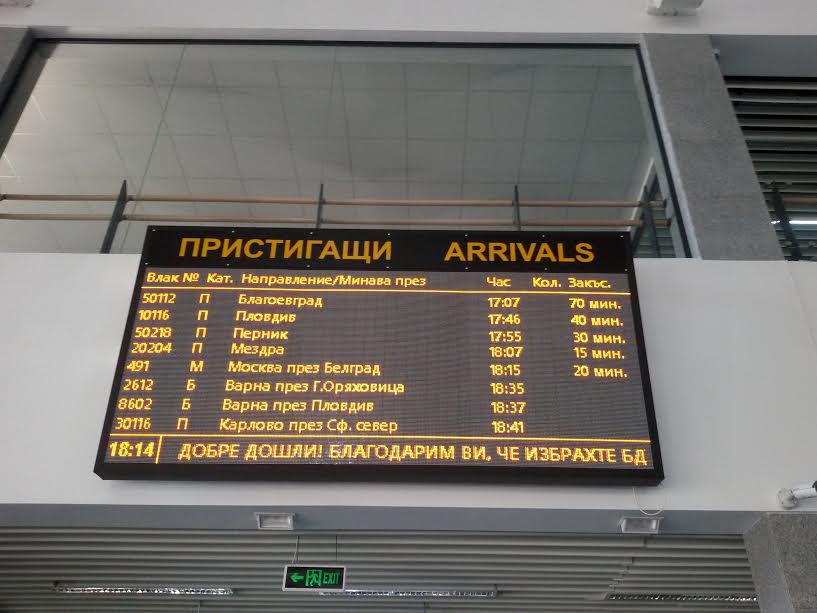 ПРИСТИГАЩИ ARRIVALS
Влак № Кат. Направление/Минава през Час Кол. Закъс.
50112 П Благоевград 17:07 70 мин.
10116 П Пловдив 17:46 40 мин.
50218 П Перник 17:55 30 мин.
20204 П Мездра 18:07 15 мин.
491 М Москва през Белград 18:15 20 мин.
2612 Б Варна през Г.Оряховица 18:35
8602 Б Варна през Пловдив 18:37
30116 П Карлово през Сф. север 18:41
18:14 ДОБРЕ ДОШЛИ! БЛАГОДАРИМ ВИ, ЧЕ ИЗБРАХТЕ БД
EXIT